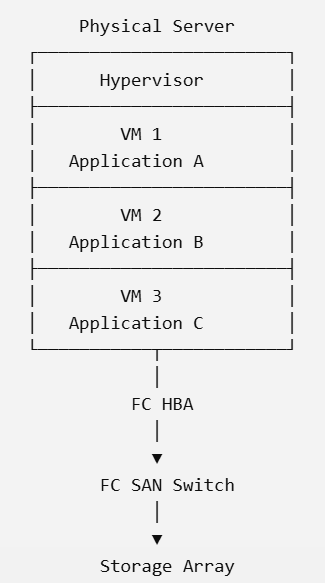 Physical Server
Hypervisor
VM 1
Application A
VM 2
Application B
VM 3
Application C
FC HBA
FC SAN Switch
Storage Array